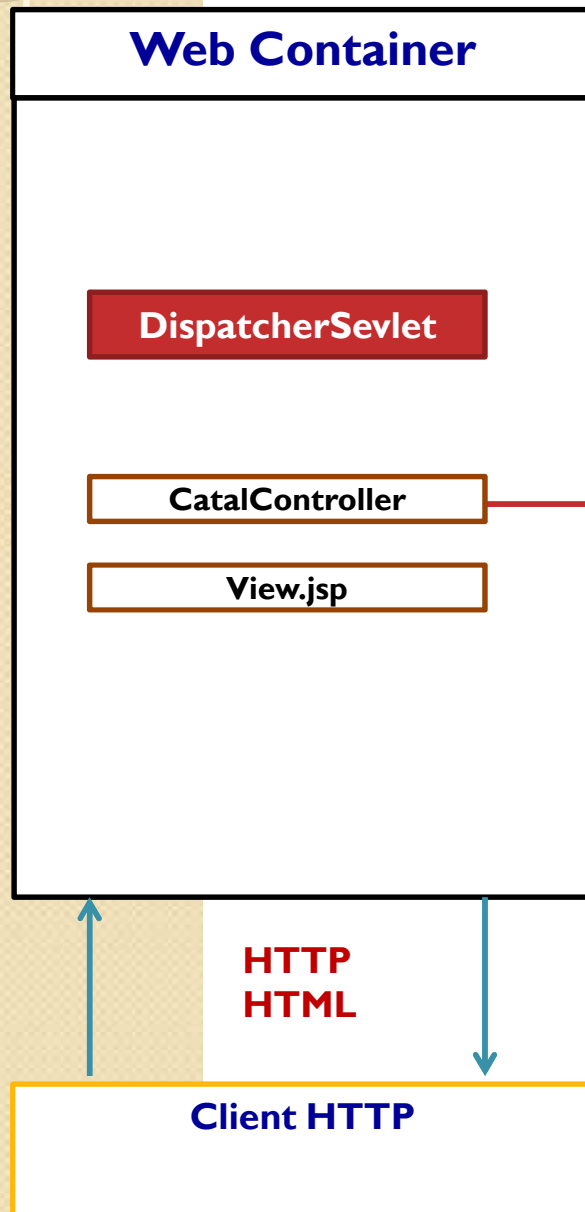 Web Container
DispatcherSevlet
CatalController
View.jsp
HTTP
HTML
Client HTTP